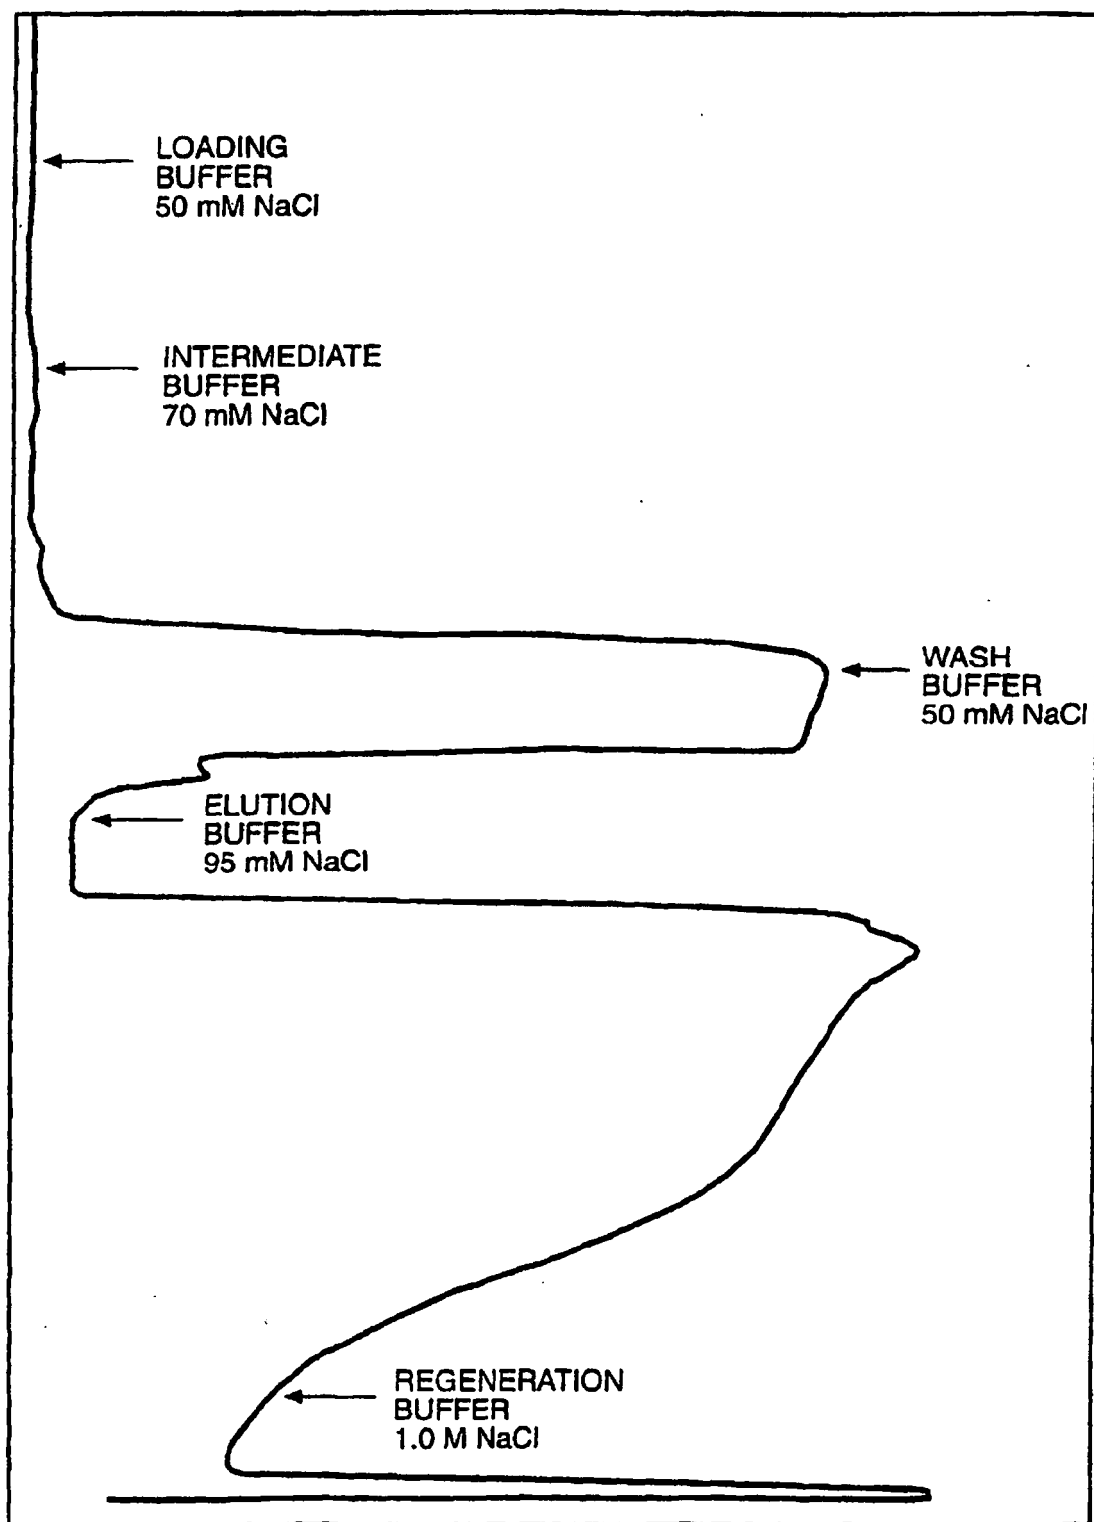 LOADING
BUFFER
50 mM NaCl
INTERMEDIATE
BUFFER
70 mM NaCl
WASH
BUFFER
50 mM NaCl
ELUTION
BUFFER
95 mM NaCl
REGENERATION
BUFFER
1.0 M NaCl